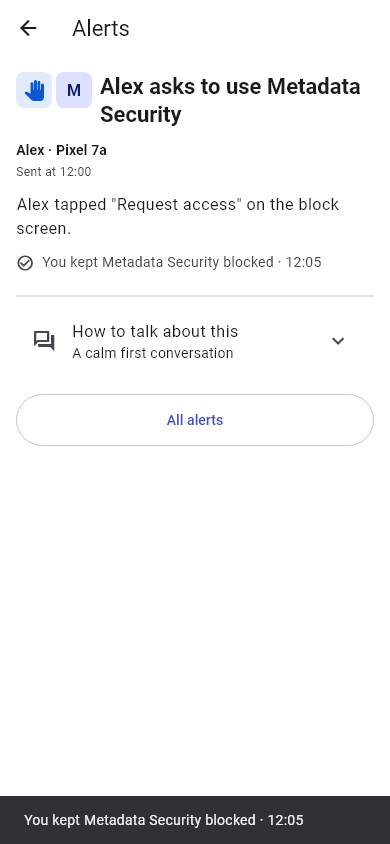 Alerts
M
Alex asks to use Metadata
Security
Alex · Pixel 7a
Sent at 12:00
Alex tapped "Request access" on the block
screen.
You kept Metadata Security blocked · 12:05
How to talk about this
A calm first conversation
All alerts
You kept Metadata Security blocked · 12:05